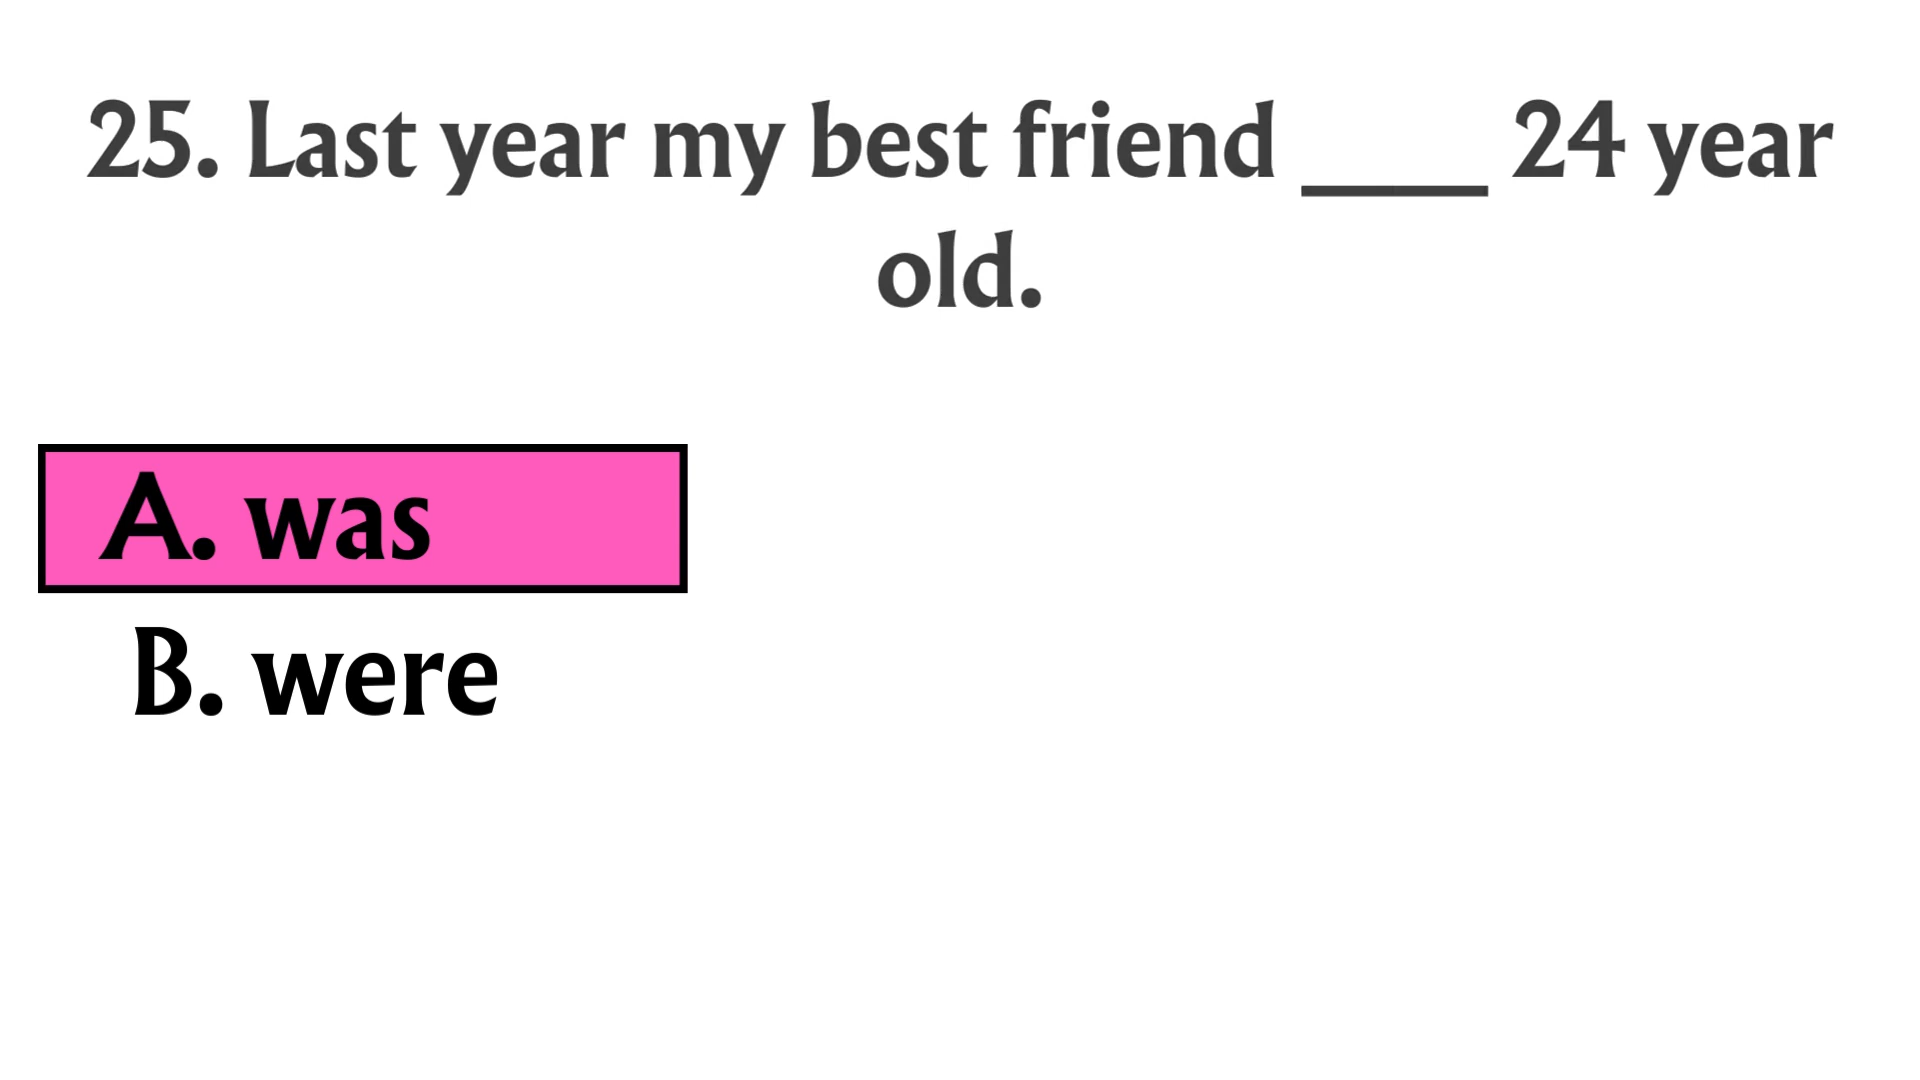 25. Last year my best friend ____ 24 year
old.
A. was
B. were